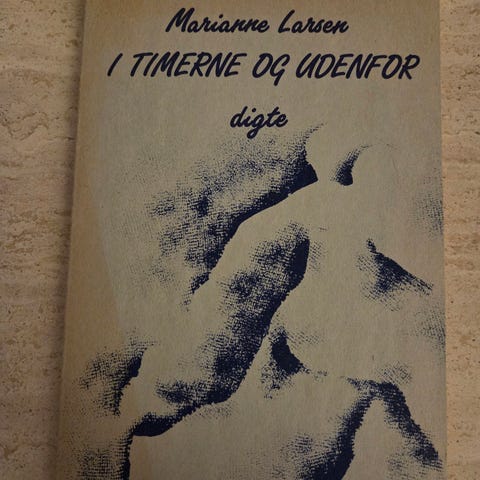 Marianne Larsen
I TIMERNE OG UDENFOR
digte